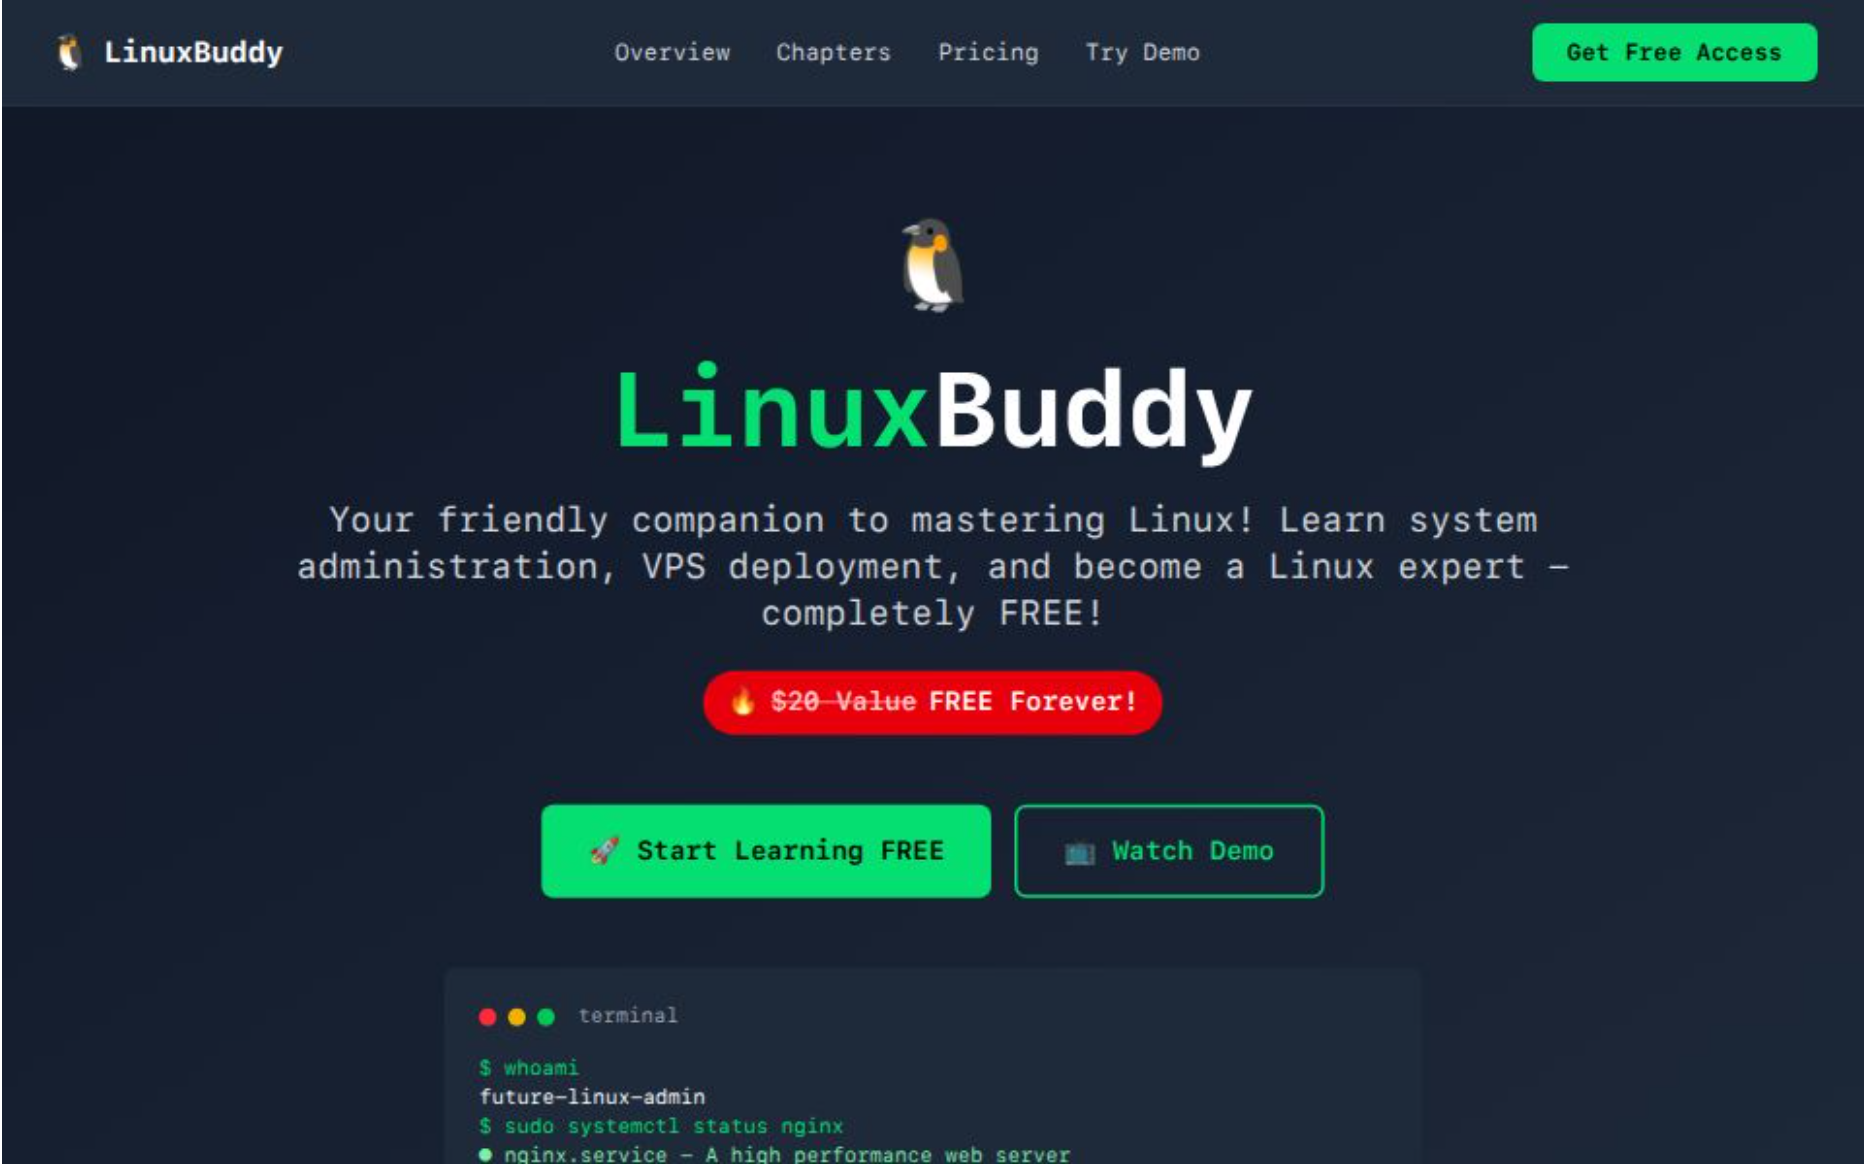 LinuxBuddy
Overview
Chapters
Pricing
Try Demo
Get Free Access
LinuxBuddy
Your friendly companion to mastering Linux! Learn system
administration, VPS deployment, and become a Linux expert –
completely FREE!
$20 Value FREE Forever!
Start Learning FREE
Watch Demo
terminal
$ whoami
future-linux-admin
$ sudo systemctl status nginx
● nginx.service – A high performance web server